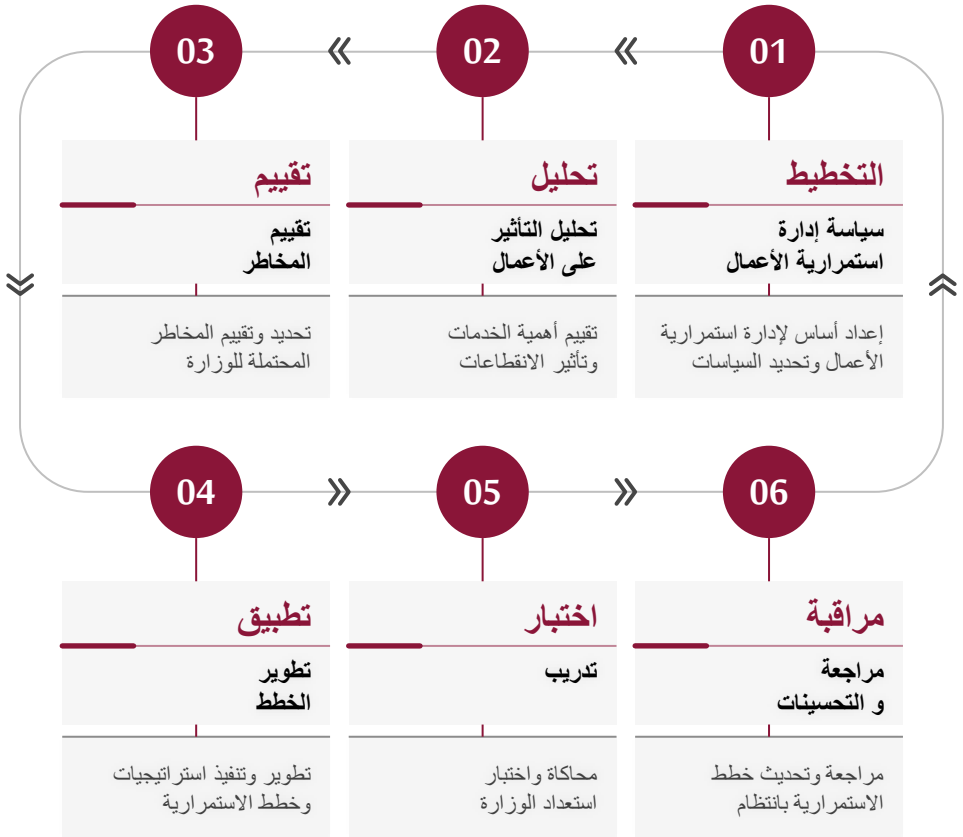 01
التخطيط
سياسة إدارة
استمرارية الأعمال
إعداد أساس لإدارة استمرارية
الأعمال وتحديد السياسات
02
تحليل
تحليل التأثير
على الأعمال
تقييم أهمية الخدمات
وتأثير الانقطاعات
03
تقييم
تقييم
المخاطر
تحديد وتقييم المخاطر
المحتملة للوزارة
04
تطبيق
تطوير
الخطط
تطوير وتنفيذ استراتيجيات
وخطط الاستمرارية
05
اختبار
تدريب
محاكاة واختبار
استعداد الوزارة
06
مراقبة
مراجعة
و التحسينات
مراجعة وتحديث خطط
الاستمرارية بانتظام